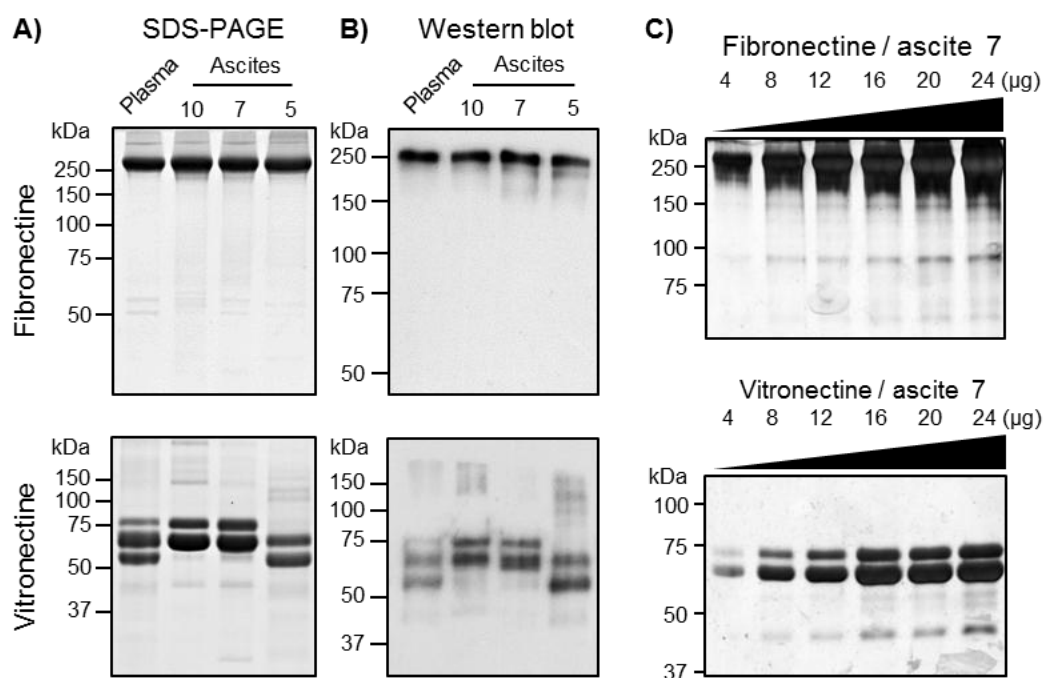 A)
SDS-PAGE
Plasma
Ascites
10 7 5
kDa
250
150
100
75
50
Fibronectine
kDa
150
100
75
50
37
Vitronectine
B)
Western blot
Plasma
Ascites
10 7 5
kDa
250
150
100
75
50
kDa
150
100
75
50
37
C)
Fibronectine / ascite 7
4 8 12 16 20 24 (µg)
kDa
250
150
100
75
Vitronectine / ascite 7
4 8 12 16 20 24 (µg)
kDa
100
75
50
37